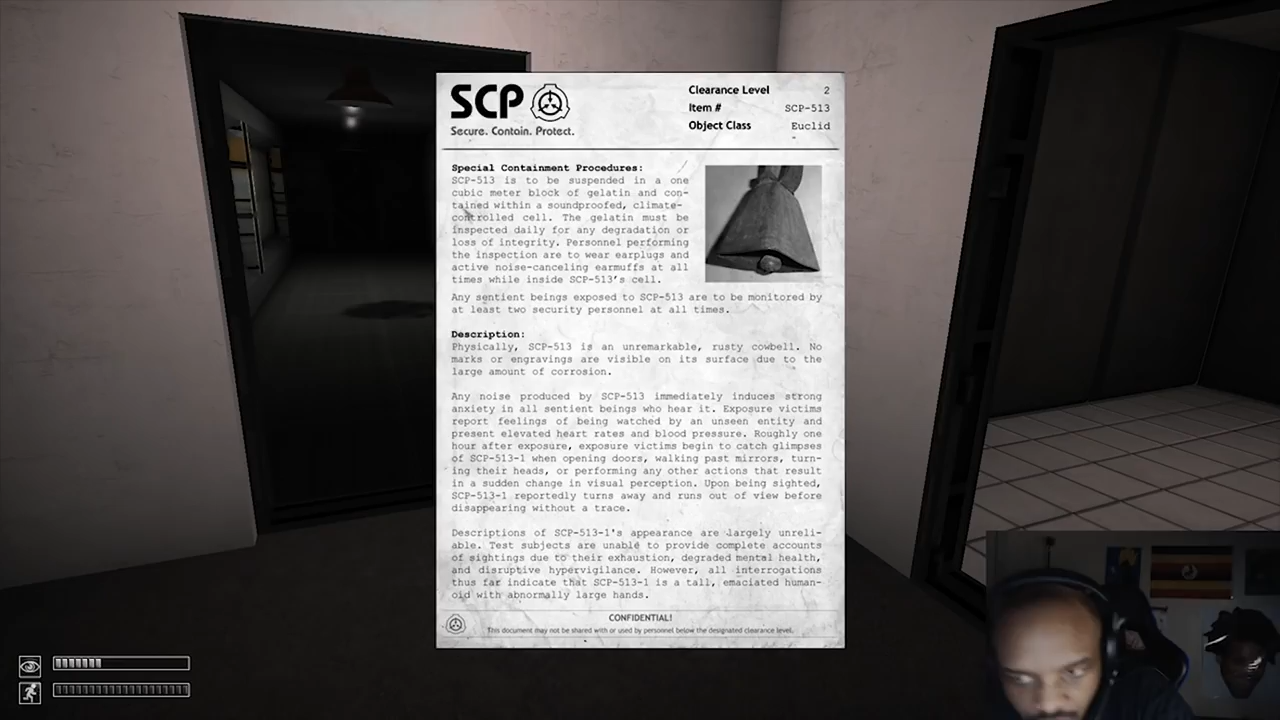 SCP
Secure. Contain. Protect.
Clearance Level 2
Item # SCP-513
Object Class Euclid
Special Containment Procedures:
SCP-513 is to be suspended in a one
cubic meter block of gelatin and con-
tained within a soundproofed, climate-
controlled cell. The gelatin must be
inspected daily for any degradation or
loss of integrity. Personnel performing
the inspection are to wear earplugs and
active noise-canceling earmuffs at all
times while inside SCP-513's cell.
Any sentient beings exposed to SCP-513 are to be monitored by
at least two security personnel at all times.
Description:
Physically, SCP-513 is an unremarkable, rusty cowbell. No
marks or engravings are visible on its surface due to the
large amount of corrosion.
Any noise produced by SCP-513 immediately induces strong
anxiety in all sentient beings who hear it. Exposure victims
report feelings of being watched by an unseen entity and
present elevated heart rates and blood pressure. Roughly one
hour after exposure, exposure victims begin to catch glimpses
of SCP-513-1 when opening doors, walking past mirrors, turn-
ing their heads, or performing any other actions that result
in a sudden change in visual perception. Upon being sighted,
SCP-513-1 reportedly turns away and runs out of view before
disappearing without a trace.
Descriptions of SCP-513-1's appearance are largely unreli-
able. Test subjects are unable to provide complete accounts
of sightings due to their exhaustion, degraded mental health,
and disruptive hypervigilance. However, all interrogations
thus far indicate that SCP-513-1 is a tall, emaciated human-
oid with abnormally large hands.
CONFIDENTIAL!
This document may not be shared with or used by personnel below the designated clearance level.